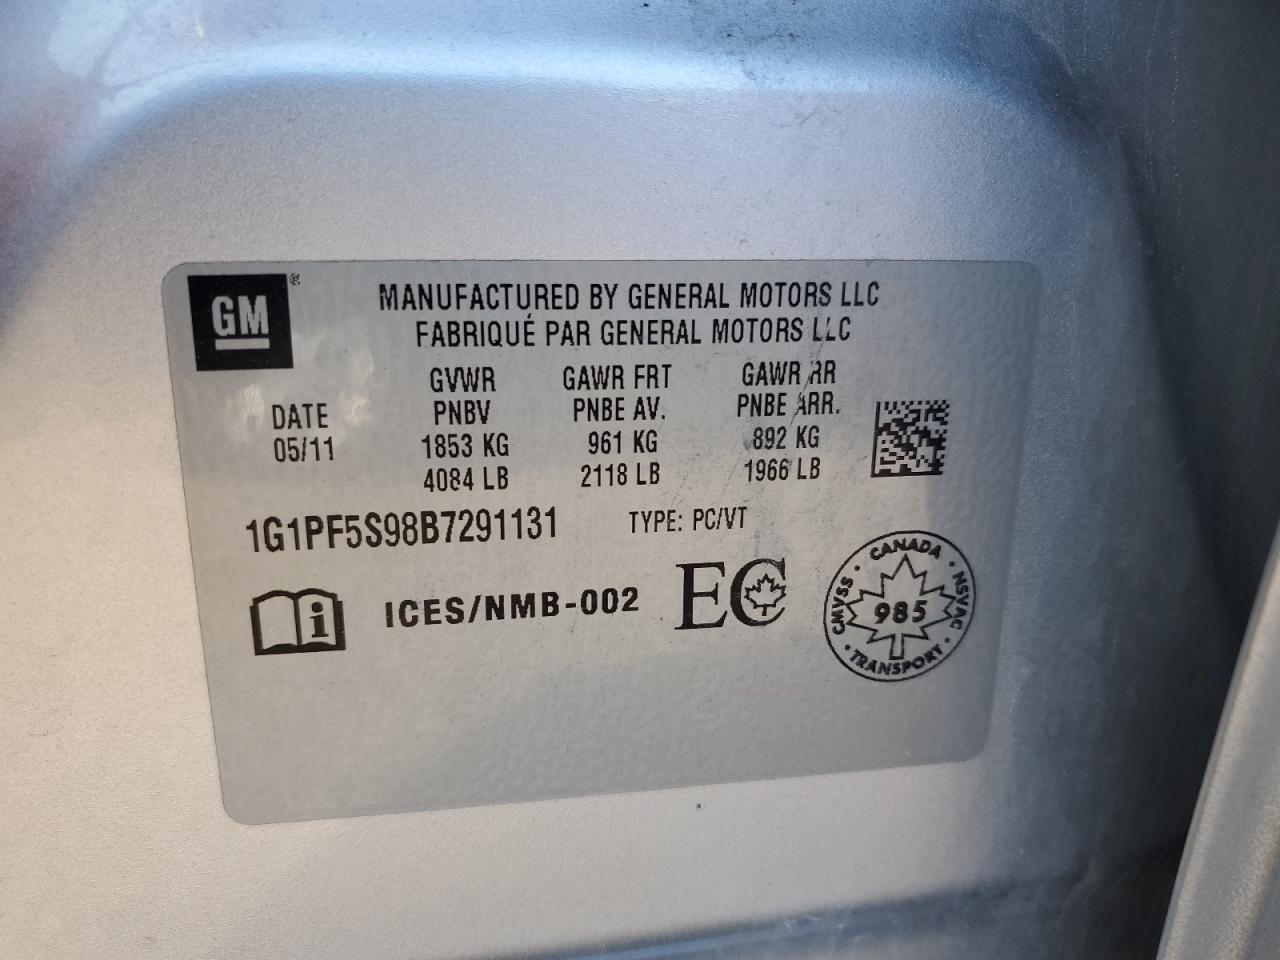 GM®
MANUFACTURED BY GENERAL MOTORS LLC
FABRIQUÉ PAR GENERAL MOTORS LLC
DATE
05/11
GVWR
PNBV
1853 KG
4084 LB
GAWR FRT
PNBE AV.
961 KG
2118 LB
GAWR RR
PNBE ARR.
892 KG
1966 LB
1G1PF5S98B7291131
TYPE: PC/VT
i
ICES/NMB-002
EC
CANADA
CMVSS
985
NSVAC
TRANSPORT